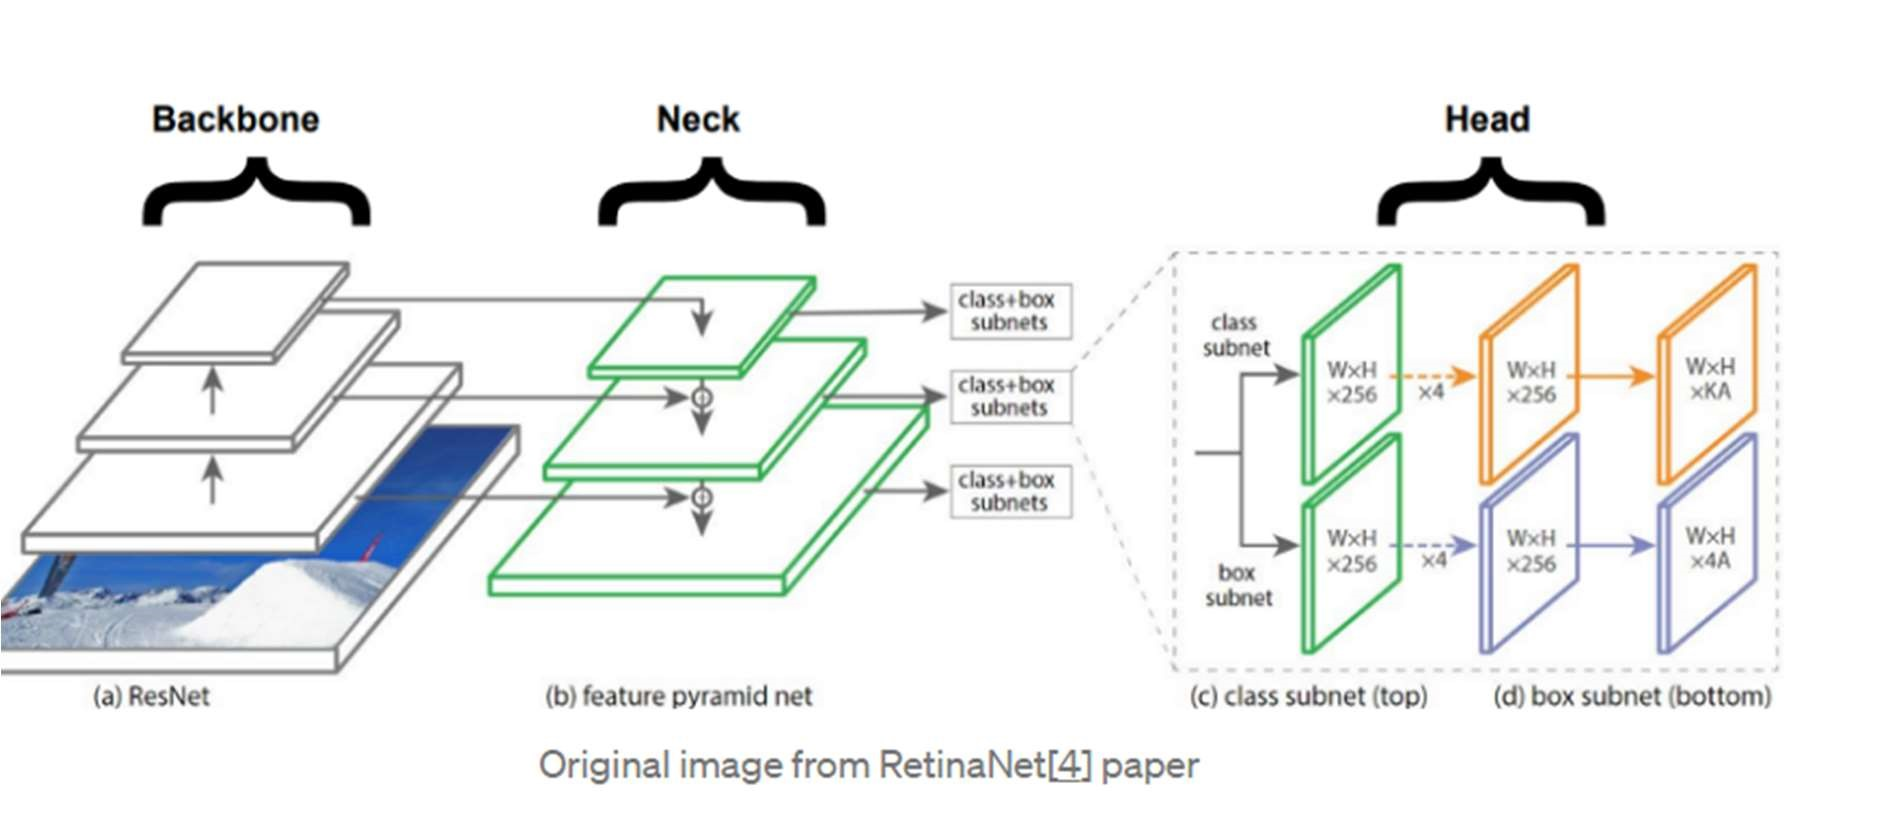 Backbone
Neck
Head
class+box
subnets
class+box
subnets
class+box
subnets
class
subnet
W×H
×256
×4
W×H
×256
W×H
×KA
box
subnet
W×H
×256
×4
W×H
×256
W×H
×4A
(a) ResNet
(b) feature pyramid net
(c) class subnet (top)
(d) box subnet (bottom)
Original image from RetinaNet[4] paper